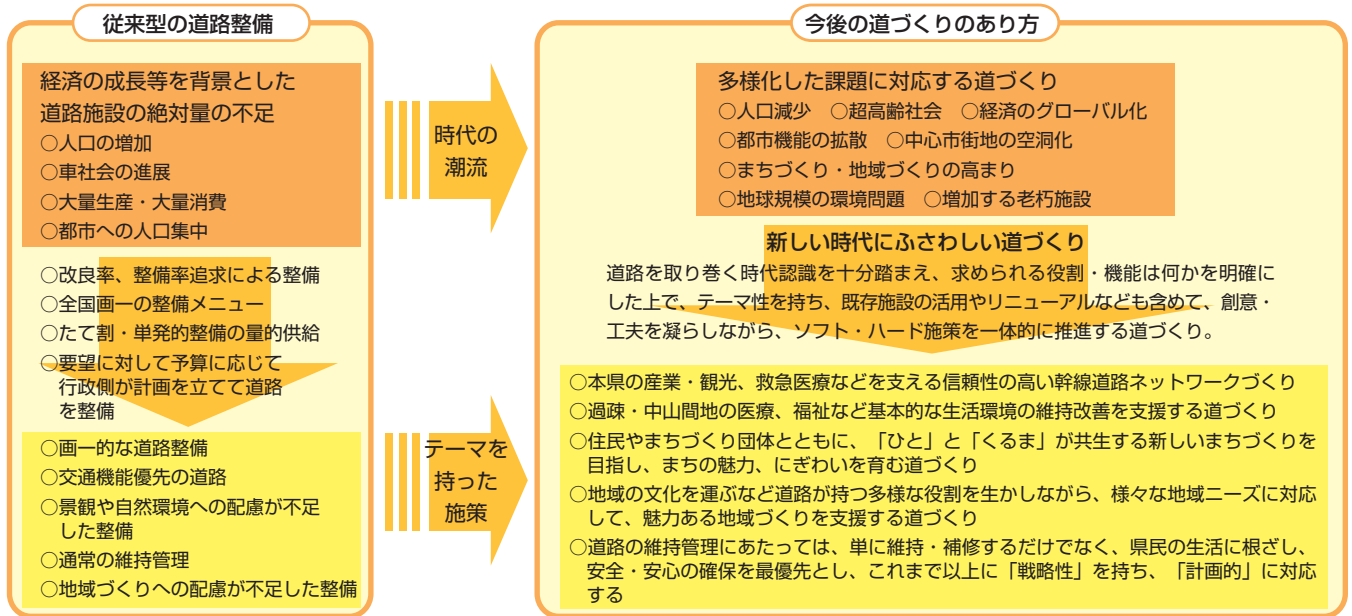 従来型の道路整備
経済の成長等を背景とした
道路施設の絶対量の不足
○人口の増加
○車社会の進展
○大量生産・大量消費
○都市への人口集中
○改良率、整備率追求による整備
○全国画一の整備メニュー
○たて割・単発的整備の量的供給
○要望に対して予算に応じて
行政側が計画を立てて道路
を整備
○画一的な道路整備
○交通機能優先の道路
○景観や自然環境への配慮が不足
した整備
○通常の維持管理
○地域づくりへの配慮が不足した整備
時代の
潮流
テーマを
持った
施策
今後の道づくりのあり方
多様化した課題に対応する道づくり
○人口減少　○超高齢社会　○経済のグローバル化
○都市機能の拡散　○中心市街地の空洞化
○まちづくり・地域づくりの高まり
○地球規模の環境問題　○増加する老朽施設
新しい時代にふさわしい道づくり
道路を取り巻く時代認識を十分踏まえ、求められる役割・機能は何かを明確に
した上で、テーマ性を持ち、既存施設の活用やリニューアルなども含めて、創意・
工夫を凝らしながら、ソフト・ハード施策を一体的に推進する道づくり。
○本県の産業・観光、救急医療などを支える信頼性の高い幹線道路ネットワークづくり
○過疎・中山間地の医療、福祉など基本的な生活環境の維持改善を支援する道づくり
○住民やまちづくり団体とともに、「ひと」と「くるま」が共生する新しいまちづくりを
目指し、まちの魅力、にぎわいを育む道づくり
○地域の文化を運ぶなど道路が持つ多様な役割を生かしながら、様々な地域ニーズに対応
して、魅力ある地域づくりを支援する道づくり
○道路の維持管理にあたっては、単に維持・補修するだけでなく、県民の生活に根ざし、
安全・安心の確保を最優先とし、これまで以上に「戦略性」を持ち、「計画的」に対応
する